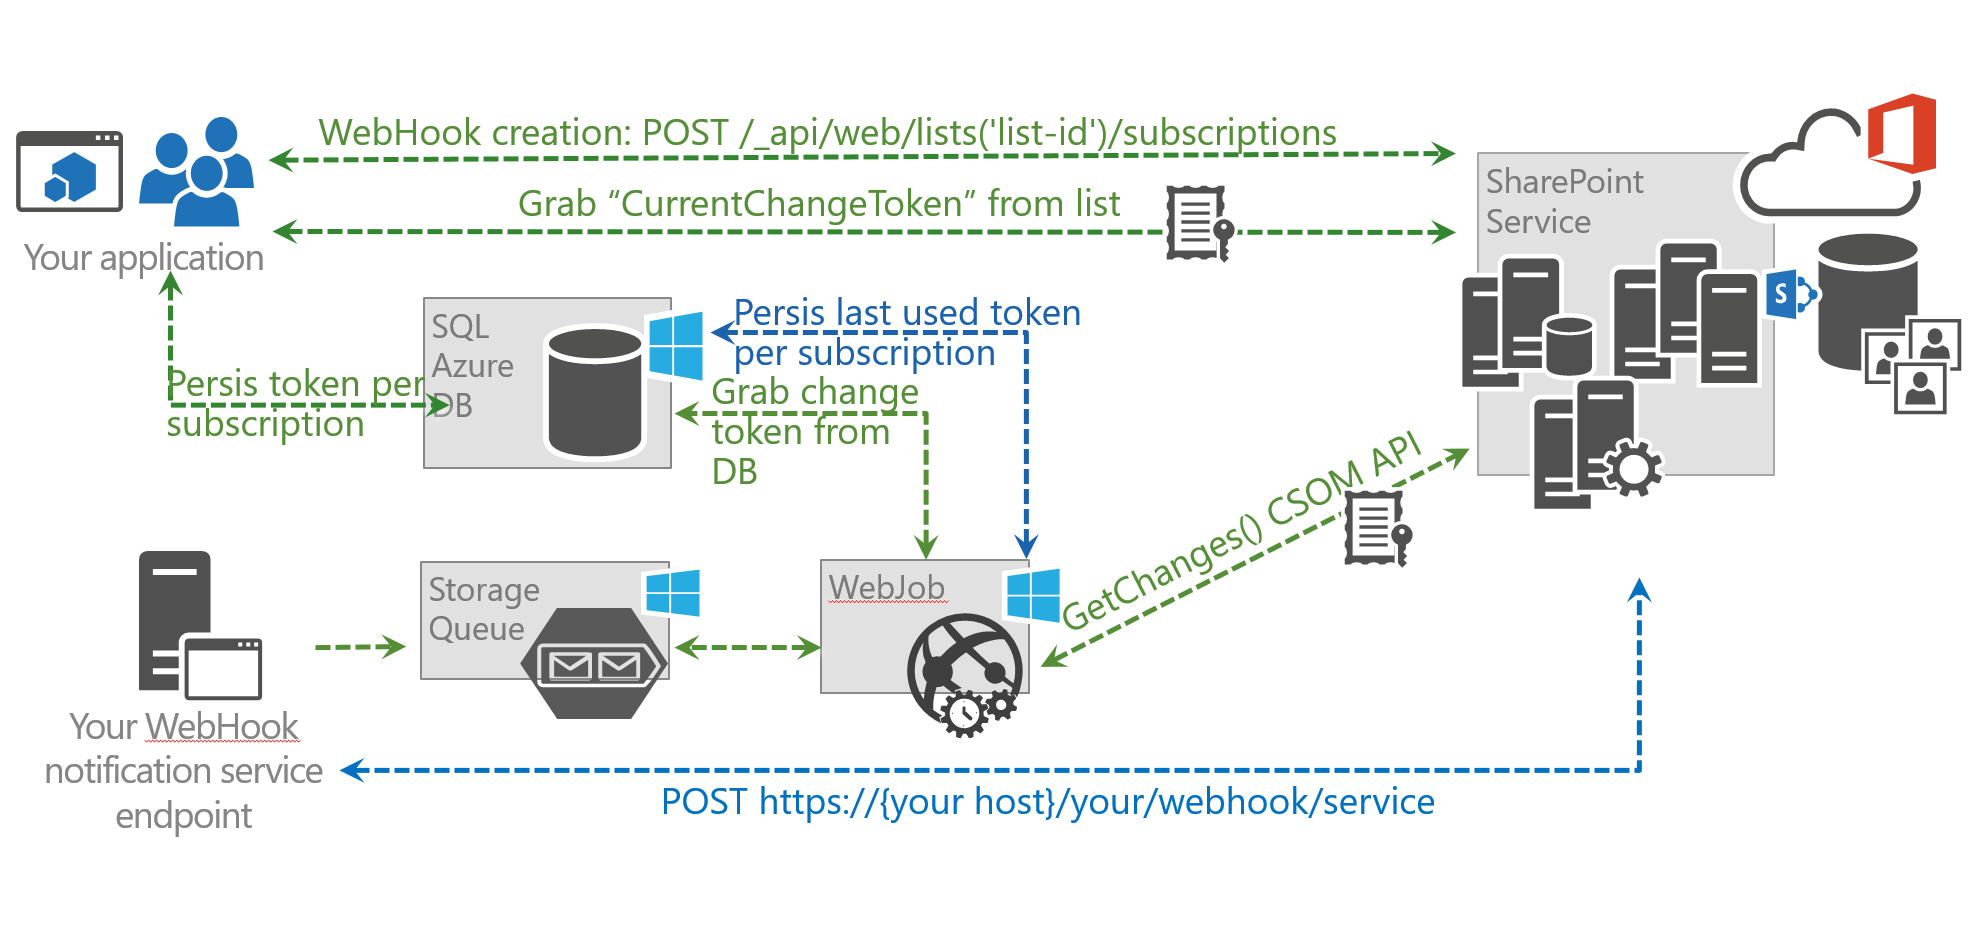 WebHook creation: POST /_api/web/lists('list-id')/subscriptions
Grab “CurrentChangeToken” from list
SharePoint
Service
S
Your application
SQL
Azure
DB
Persis last used token
per subscription
Persis token per
subscription
Grab change
token from
DB
GetChanges() CSOM API
Storage
Queue
WebJob
Your WebHook
notification service
endpoint
POST https://{your host}/your/webhook/service